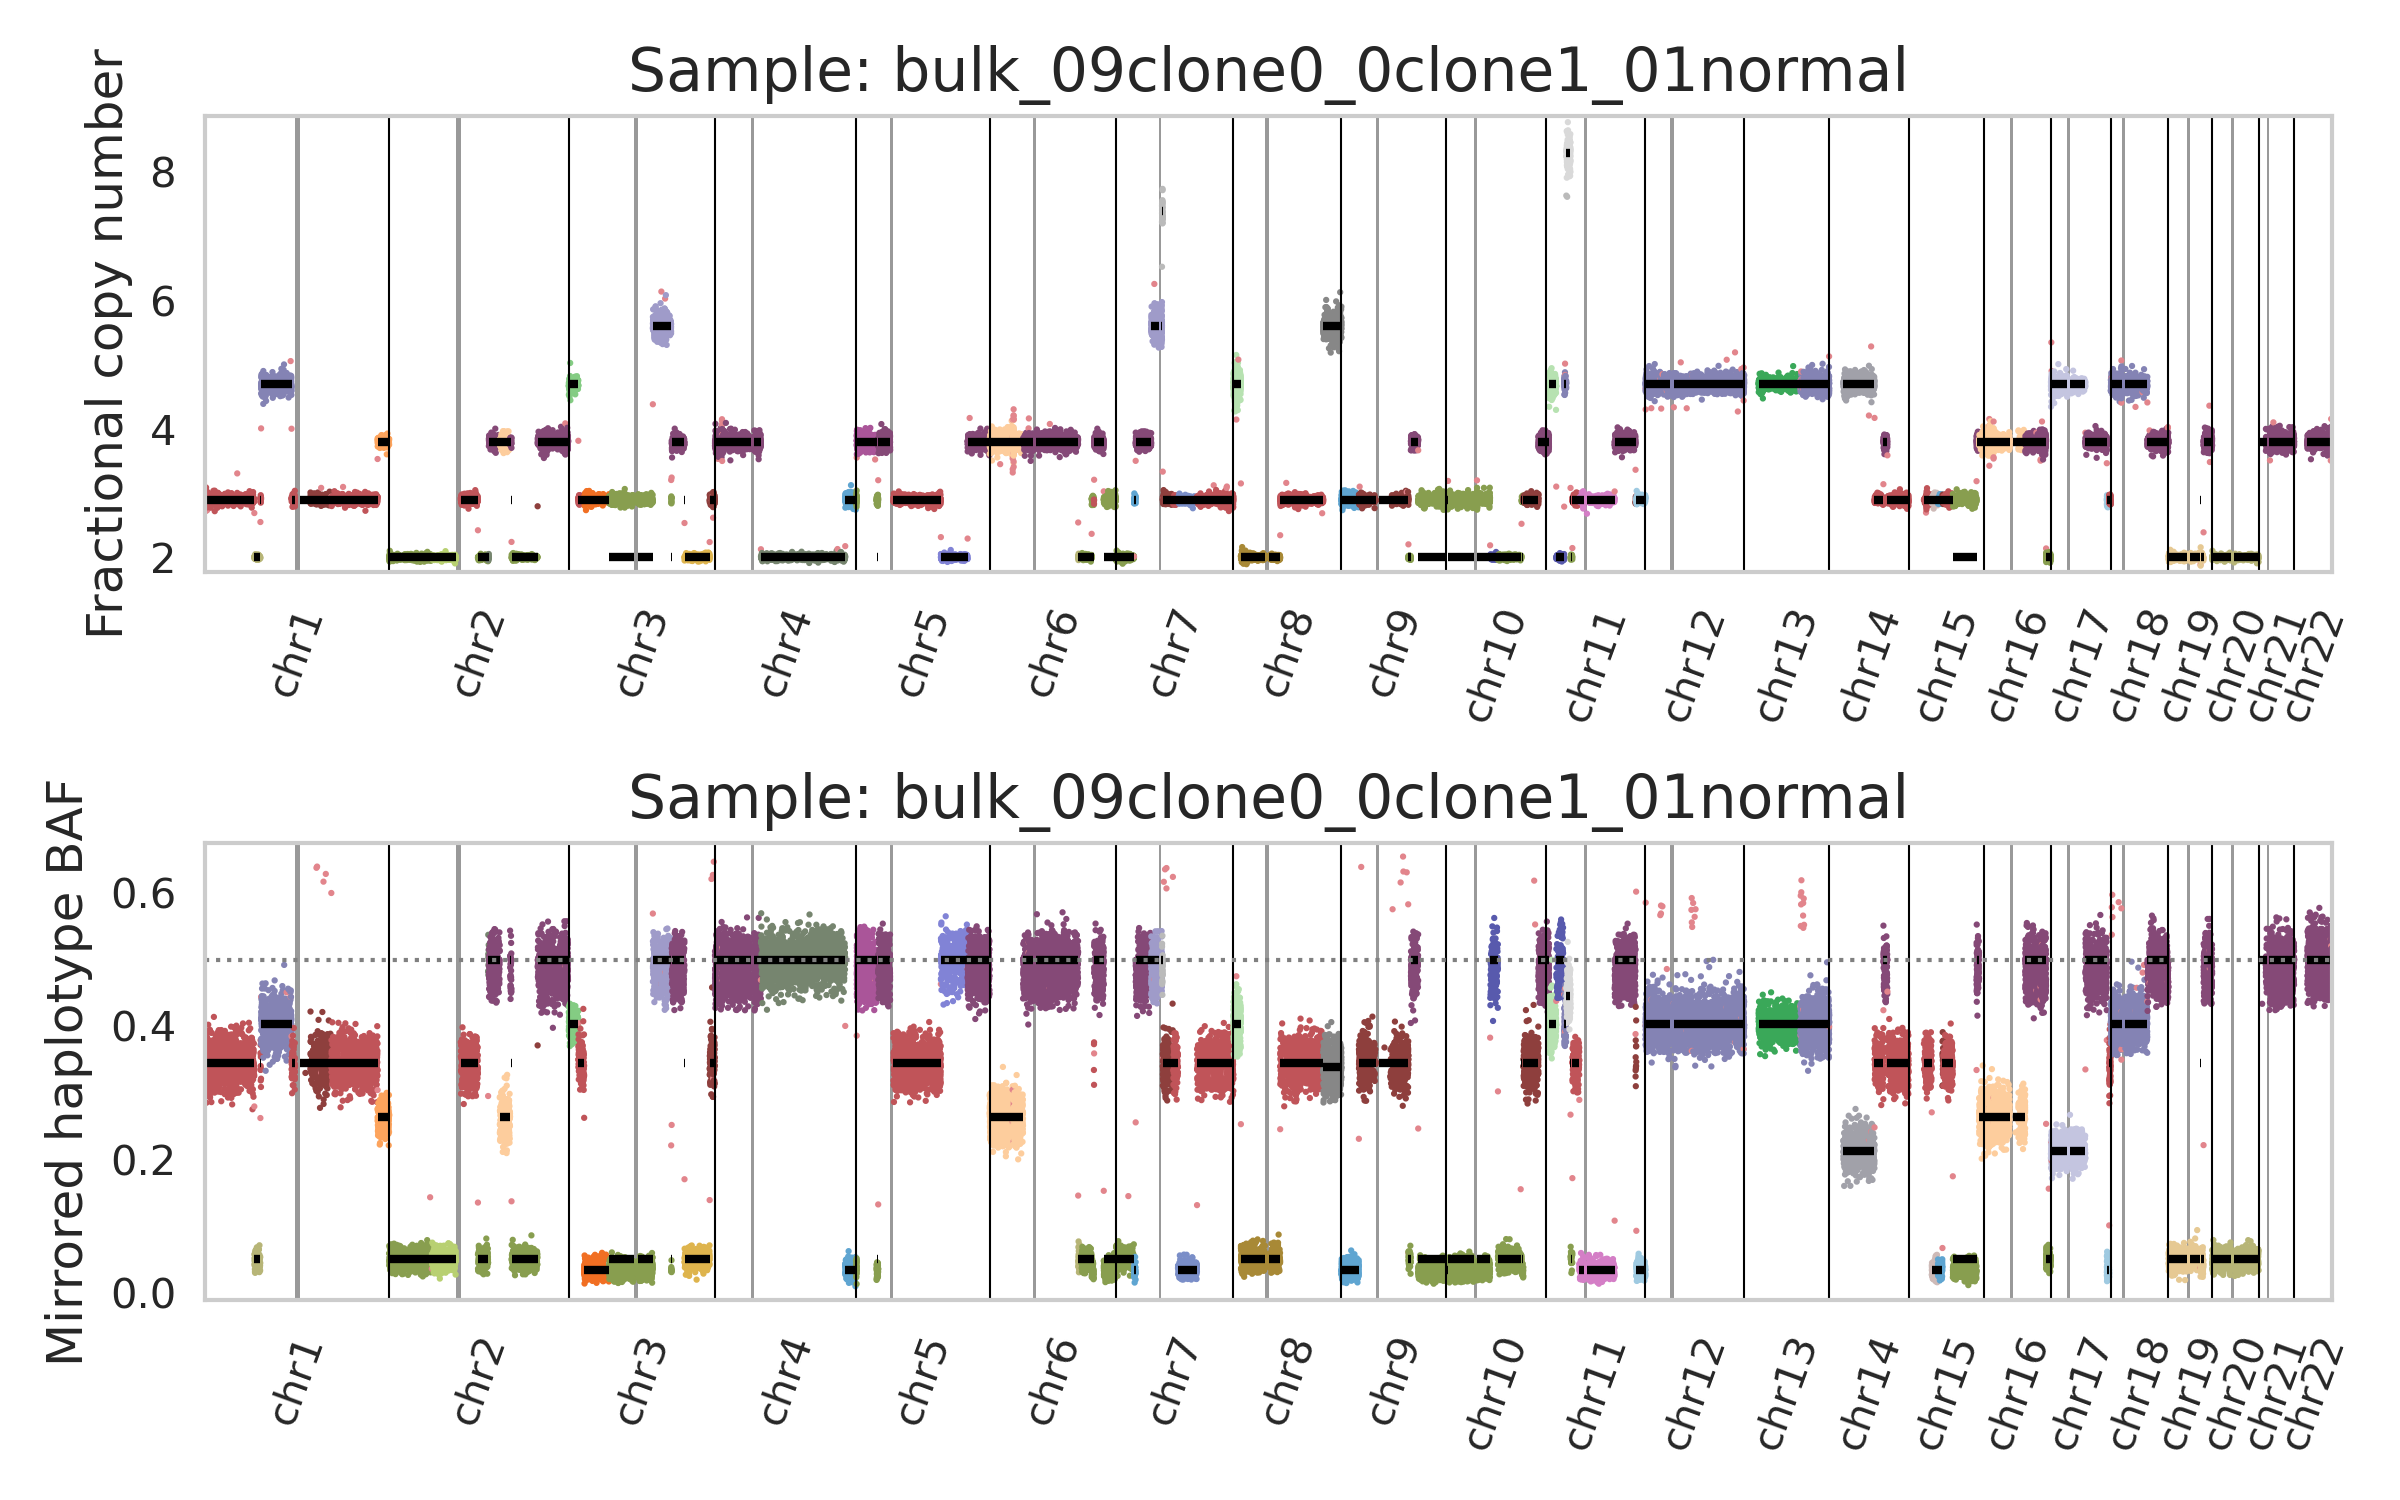 Sample: bulk_09clone0_0clone1_01normal
Fractional copy number
8
6
4
2
chr1 chr2 chr3 chr4 chr5 chr6 chr7 chr8 chr9 chr10 chr11 chr12 chr13 chr14 chr15 chr16 chr17 chr18 chr19 chr20 chr21 chr22
Sample: bulk_09clone0_0clone1_01normal
Mirrored haplotype BAF
0.6
0.4
0.2
0.0
chr1 chr2 chr3 chr4 chr5 chr6 chr7 chr8 chr9 chr10 chr11 chr12 chr13 chr14 chr15 chr16 chr17 chr18 chr19 chr20 chr21 chr22